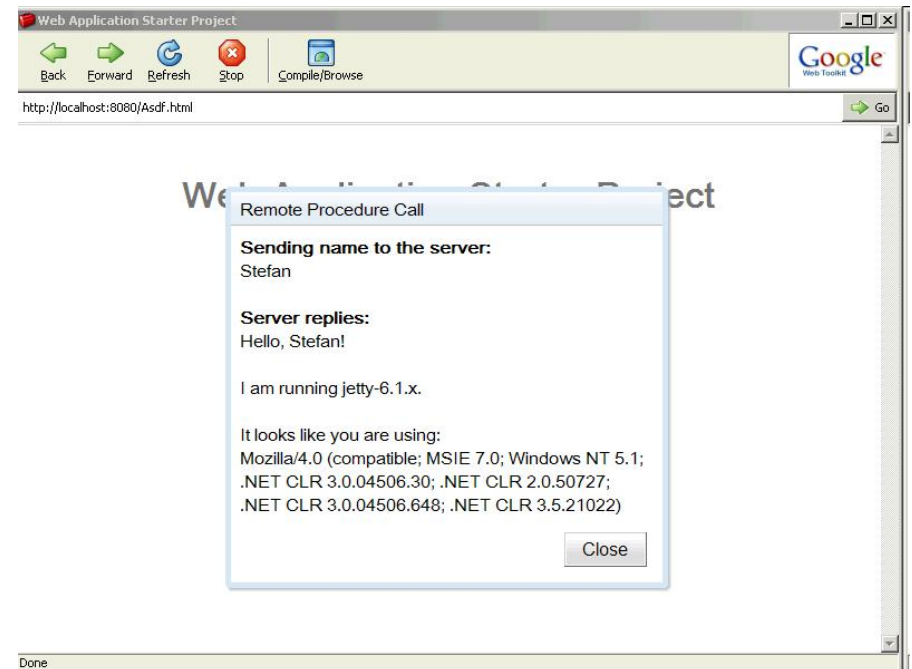 Web Application Starter Project
Back Forward Refresh Stop Compile/Browse
Google
Web Toolkit
http://localhost:8080/Asdf.html
Go
Web Application Starter Project
Remote Procedure Call
Sending name to the server:
Stefan
Server replies:
Hello, Stefan!
I am running jetty-6.1.x.
It looks like you are using:
Mozilla/4.0 (compatible; MSIE 7.0; Windows NT 5.1;
.NET CLR 3.0.04506.30; .NET CLR 2.0.50727;
.NET CLR 3.0.04506.648; .NET CLR 3.5.21022)
Close
Done